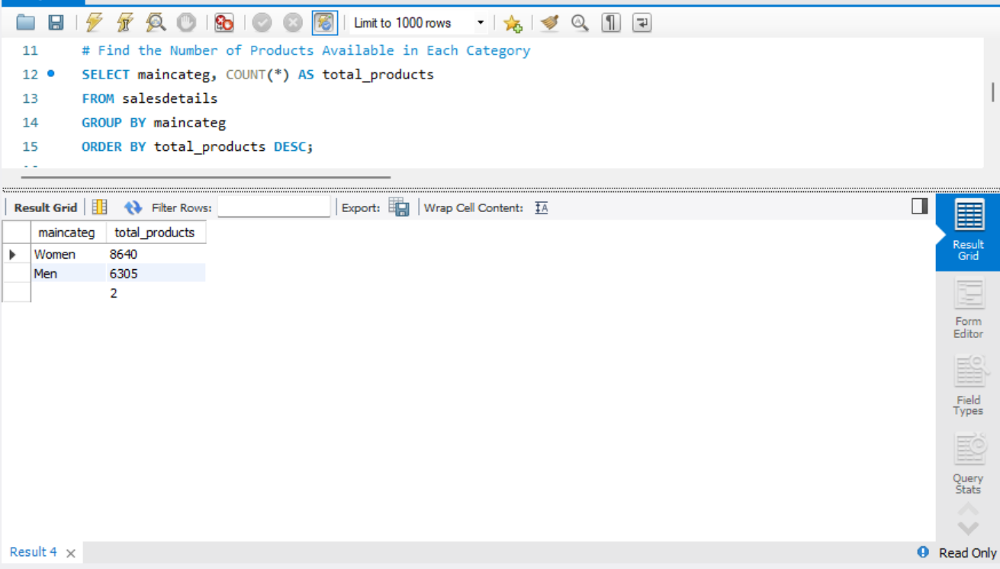 Limit to 1000 rows
11 # Find the Number of Products Available in Each Category
12 SELECT maincateg, COUNT(*) AS total_products
13 FROM salesdetails
14 GROUP BY maincateg
15 ORDER BY total_products DESC;
Result Grid Filter Rows: Export: Wrap Cell Content: IA
maincateg total_products
Women 8640
Men 6305
2
Result
Grid
Form
Editor
Field
Types
Query
Stats
Result 4 Read Only